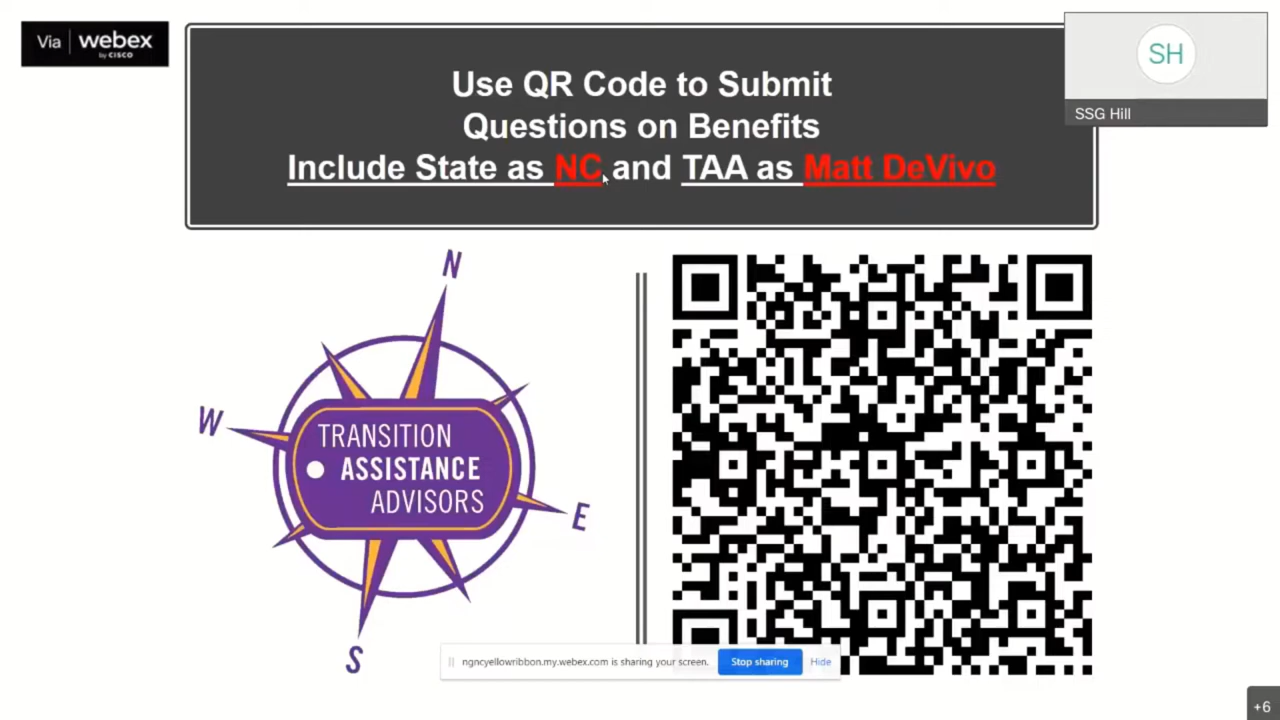 Via webex
by CISCO
Use QR Code to Submit
Questions on Benefits
Include State as NC and TAA as Matt DeVivo
SH
SSG Hill
N
W
TRANSITION
ASSISTANCE
ADVISORS
E
S
ngncyellowribbon.my.webex.com is sharing your screen. Stop sharing Hide
+6